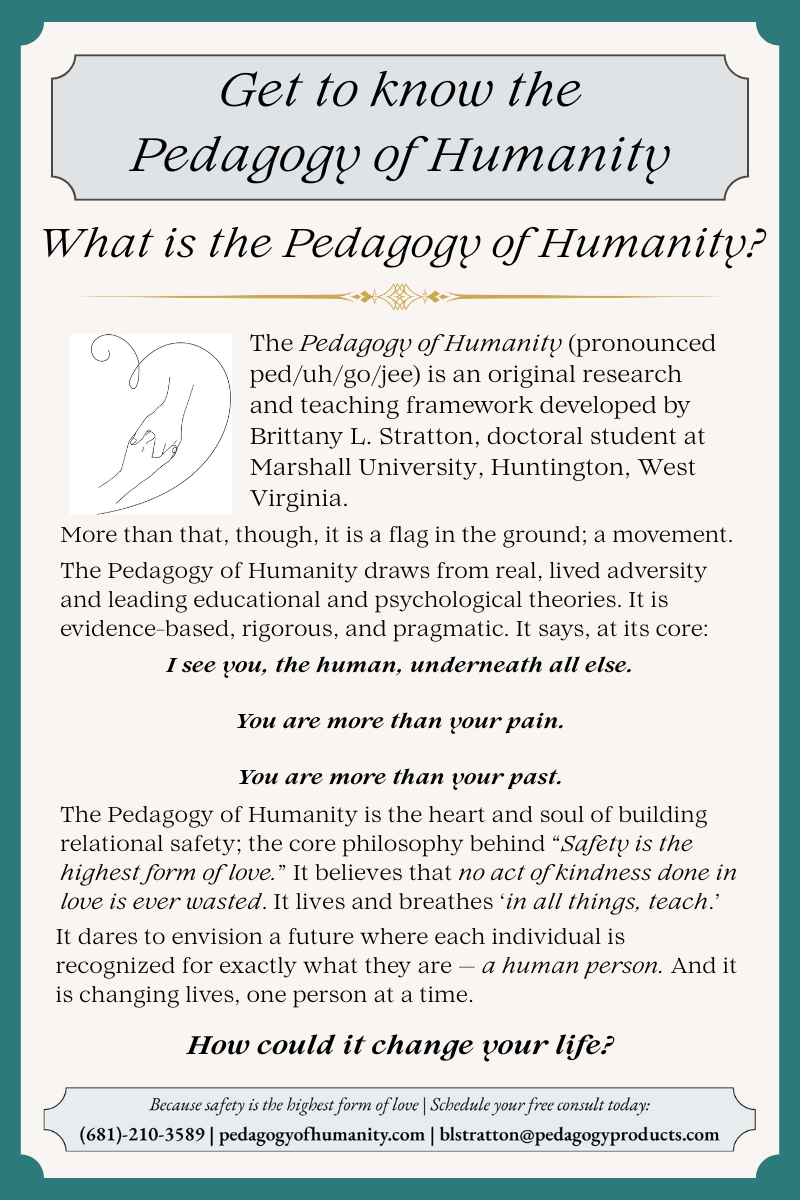 Get to know the
Pedagogy of Humanity
What is the Pedagogy of Humanity?
The Pedagogy of Humanity (pronounced
ped/uh/go/jee) is an original research
and teaching framework developed by
Brittany L. Stratton, doctoral student at
Marshall University, Huntington, West
Virginia.
More than that, though, it is a flag in the ground; a movement.
The Pedagogy of Humanity draws from real, lived adversity
and leading educational and psychological theories. It is
evidence-based, rigorous, and pragmatic. It says, at its core:
I see you, the human, underneath all else.
You are more than your pain.
You are more than your past.
The Pedagogy of Humanity is the heart and soul of building
relational safety; the core philosophy behind “Safety is the
highest form of love.” It believes that no act of kindness done in
love is ever wasted. It lives and breathes ‘in all things, teach.’
It dares to envision a future where each individual is
recognized for exactly what they are — a human person. And it
is changing lives, one person at a time.
How could it change your life?
Because safety is the highest form of love | Schedule your free consult today:
(681)-210-3589 | pedagogyofhumanity.com | blstratton@pedagogyproducts.com